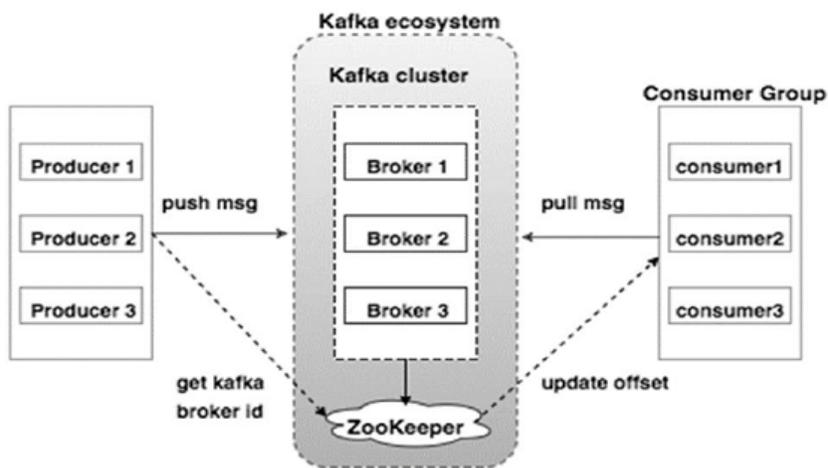 Kafka ecosystem
Kafka cluster
Consumer Group
Producer 1
Broker 1
consumer1
push msg
pull msg
Producer 2
Broker 2
consumer2
Producer 3
Broker 3
consumer3
get kafka
broker id
update offset
ZooKeeper